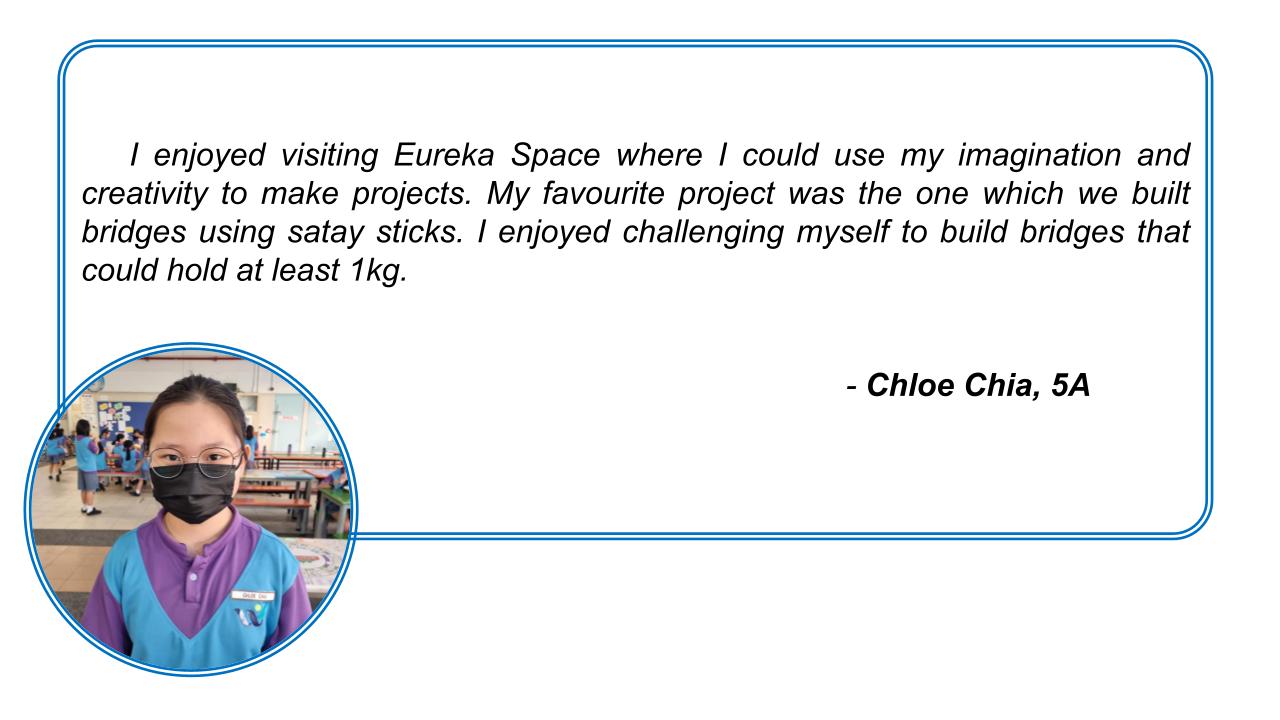 I enjoyed visiting Eureka Space where I could use my imagination and
creativity to make projects. My favourite project was the one which we built
bridges using satay sticks. I enjoyed challenging myself to build bridges that
could hold at least 1kg.
- Chloe Chia, 5A
CHLOE CHIA